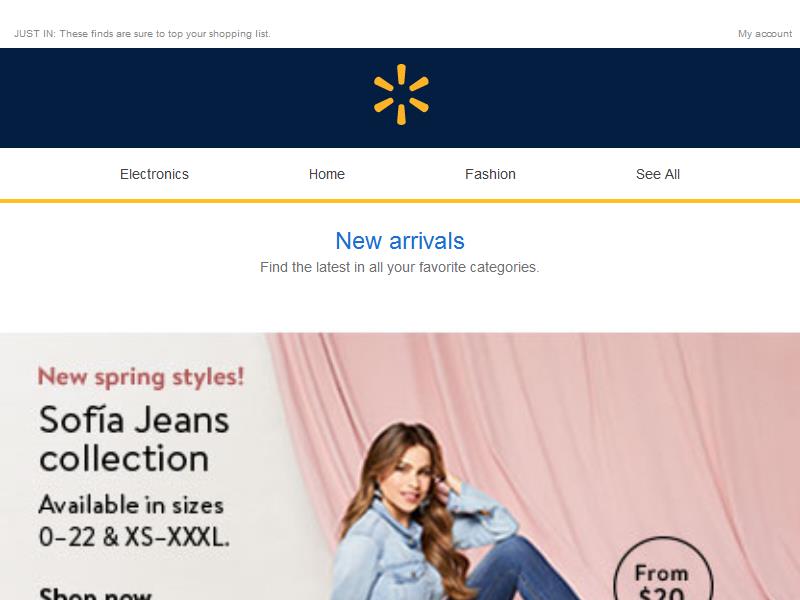 JUST IN: These finds are sure to top your shopping list.
My account
Electronics Home Fashion See All
New arrivals
Find the latest in all your favorite categories.
New spring styles!
Sofía Jeans
collection
Available in sizes
0–22 & XS–XXXL.
Shop now
From
$20